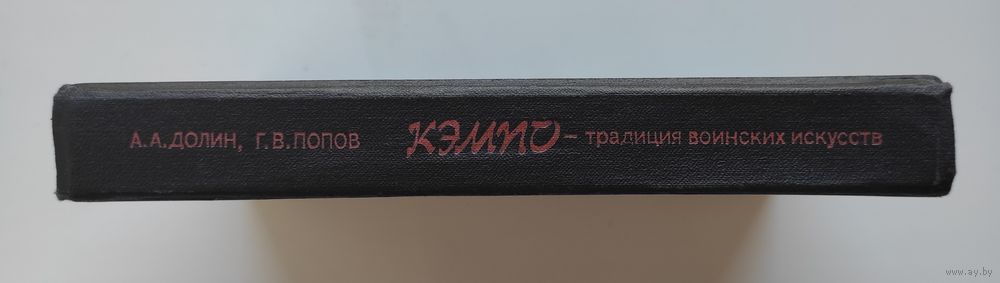 А.А.ДОЛИН, Г.В.ПОПОВ КЭМПО – традиция воинских искусств
www.ay.by